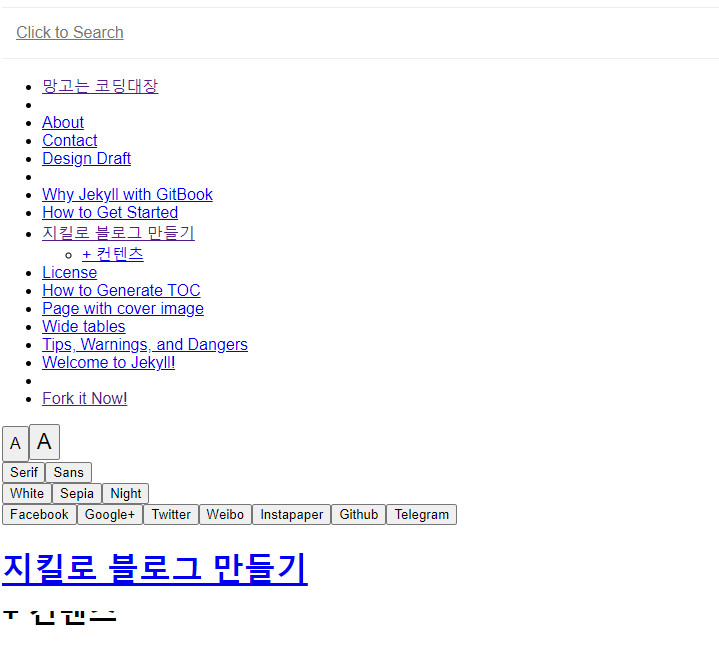 Click to Search
망고는 코딩대장
About
Contact
Design Draft
Why Jekyll with GitBook
How to Get Started
지킬로 블로그 만들기
+ 컨텐츠
License
How to Generate TOC
Page with cover image
Wide tables
Tips, Warnings, and Dangers
Welcome to Jekyll!
Fork it Now!
A A
Serif Sans
White Sepia Night
Facebook Google+ Twitter Weibo Instapaper Github Telegram
지킬로 블로그 만들기
+ 컨텐츠